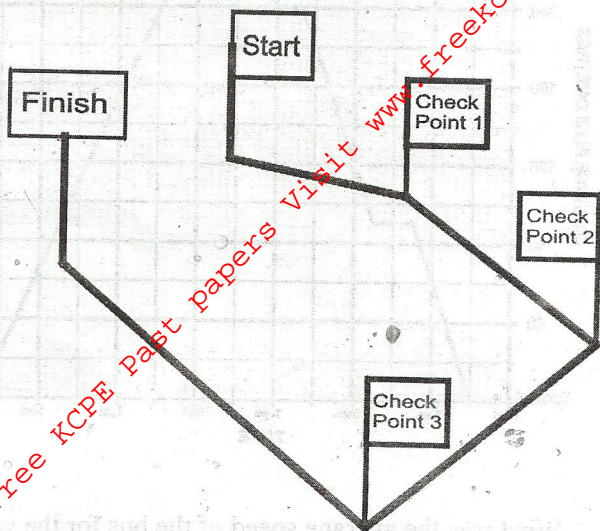 Start
Finish
Check
Point 1
Check
Point 2
Check
Point 3
free KCPE Past papers Visit www.freekc